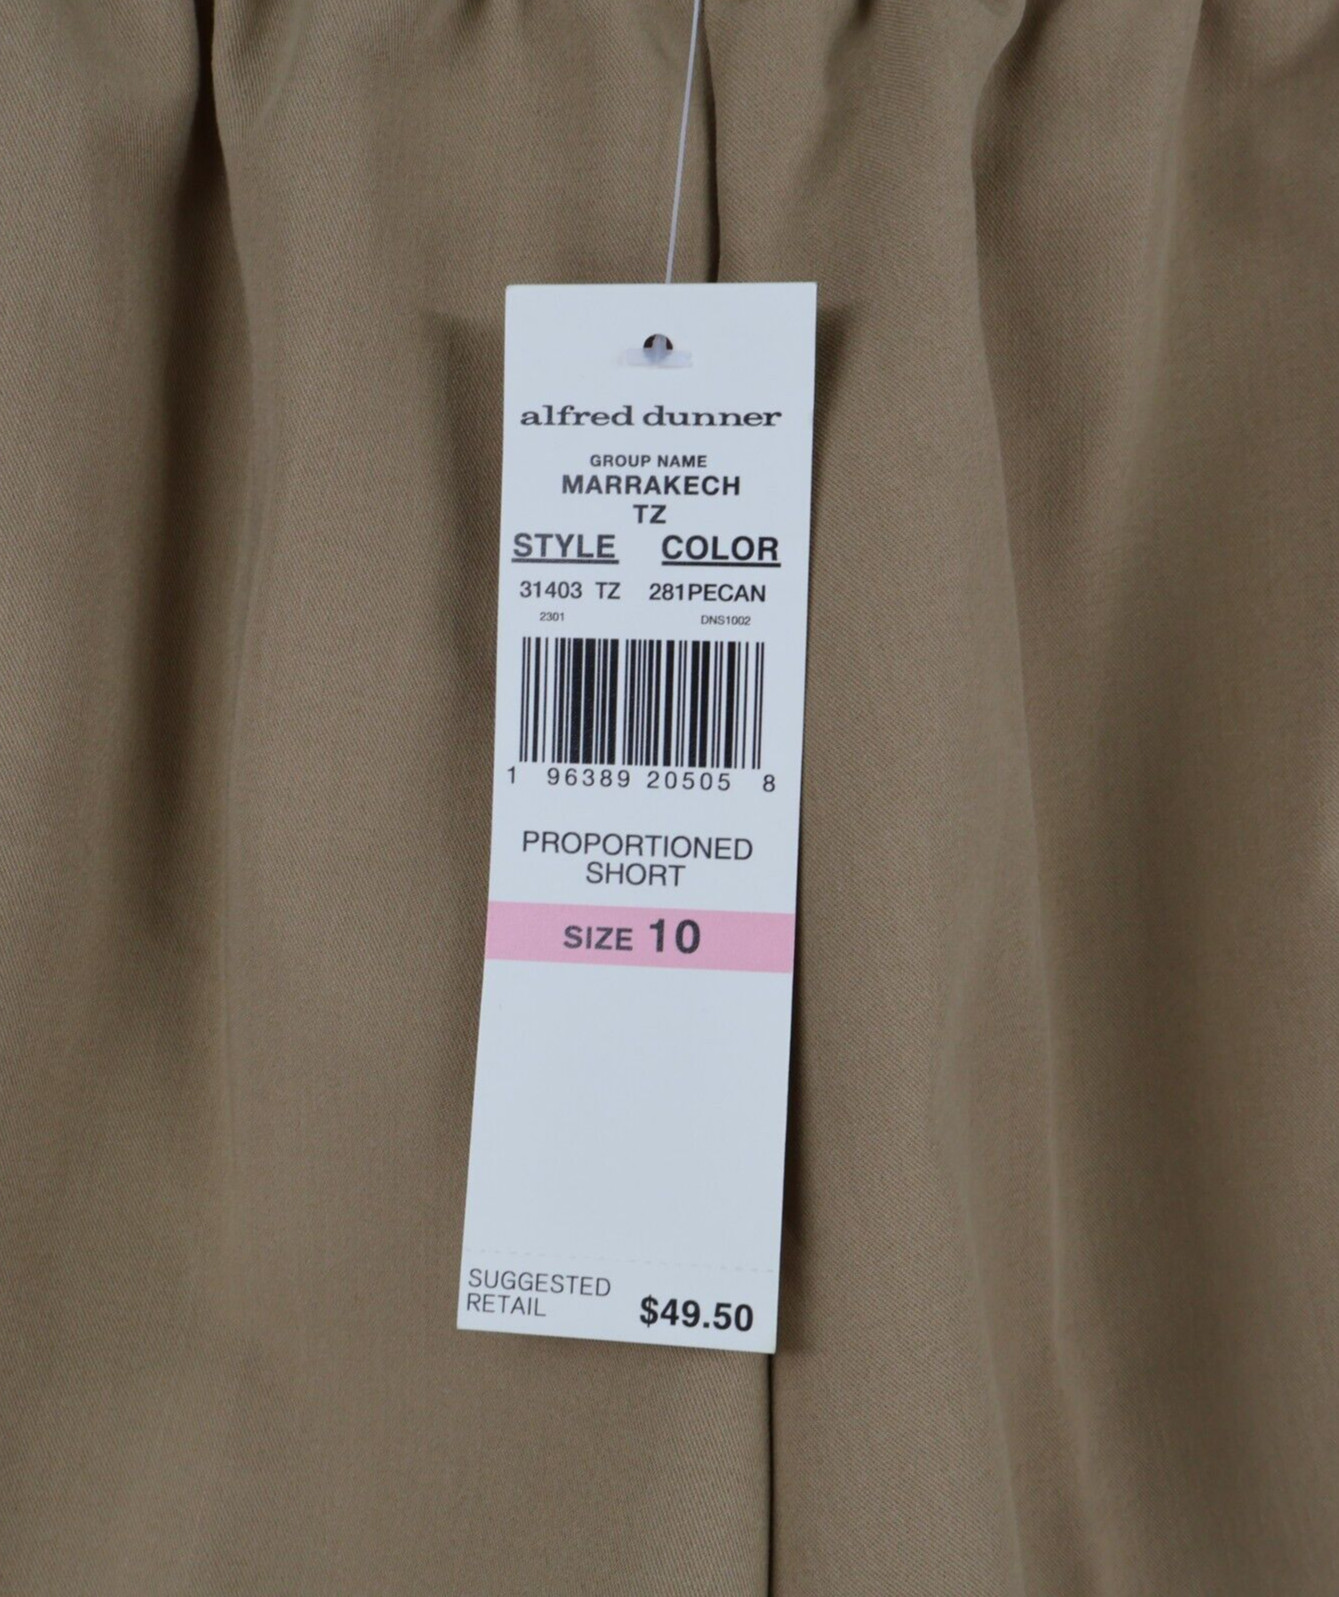 alfred dunner
GROUP NAME
MARRAKECH
TZ
STYLE COLOR
31403 TZ 281PECAN
2301 DNS1002
1 96389 20505 8
PROPORTIONED
SHORT
SIZE 10
SUGGESTED
RETAIL $49.50